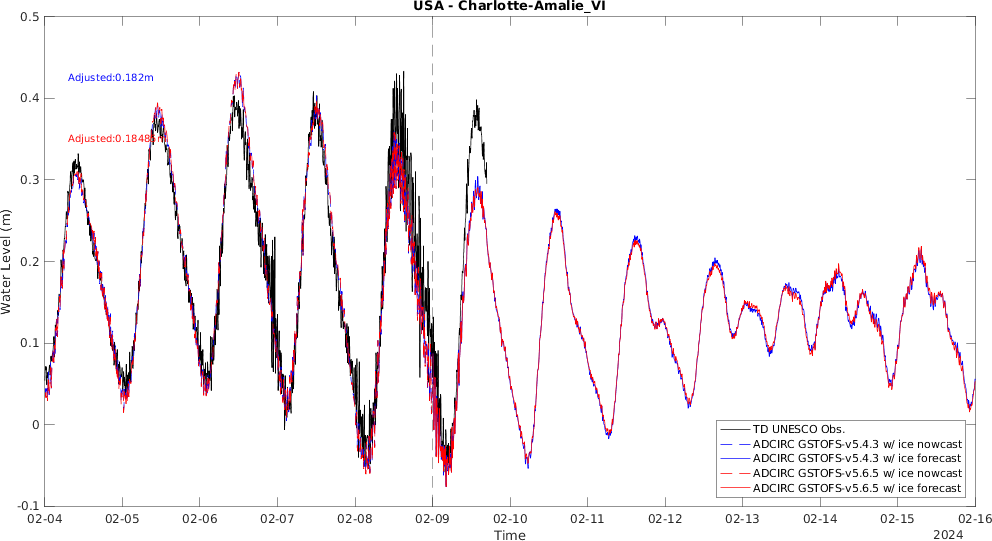 USA - Charlotte-Amalie_VI
0.5
0.4
0.3
0.2
0.1
0
-0.1
Water Level (m)
Adjusted:0.182m
Adjusted:0.1848
02-04 02-05 02-06 02-07 02-08 02-09 02-10 02-11 02-12 02-13 02-14 02-15 02-16
2024
Time
TD UNESCO Obs.
ADCIRC GSTOFS-v5.4.3 w/ ice nowcast
ADCIRC GSTOFS-v5.4.3 w/ ice forecast
ADCIRC GSTOFS-v5.6.5 w/ ice nowcast
ADCIRC GSTOFS-v5.6.5 w/ ice forecast